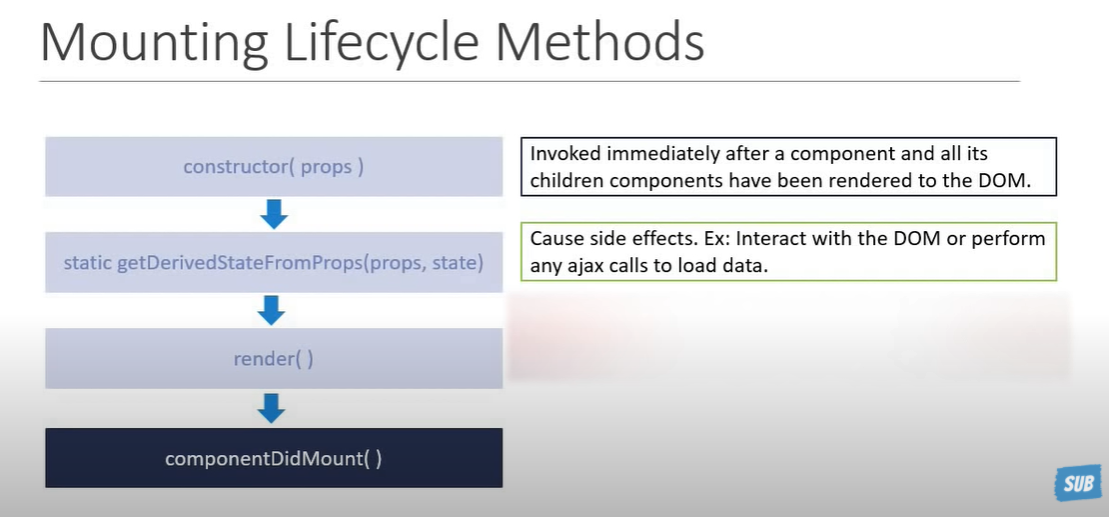 Mounting Lifecycle Methods
constructor( props )
static getDerivedStateFromProps(props, state)
render( )
componentDidMount( )
Invoked immediately after a component and all its
children components have been rendered to the DOM.
Cause side effects. Ex: Interact with the DOM or perform
any ajax calls to load data.
SUB